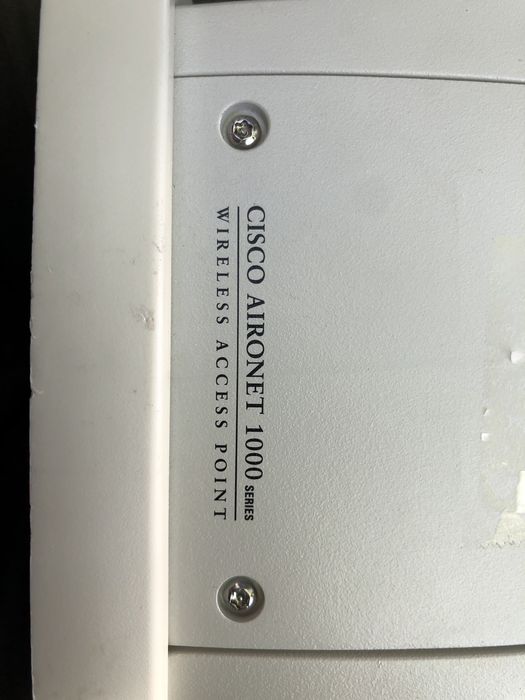 CISCO AIRONET 1000 SERIES
WIRELESS ACCESS POINT